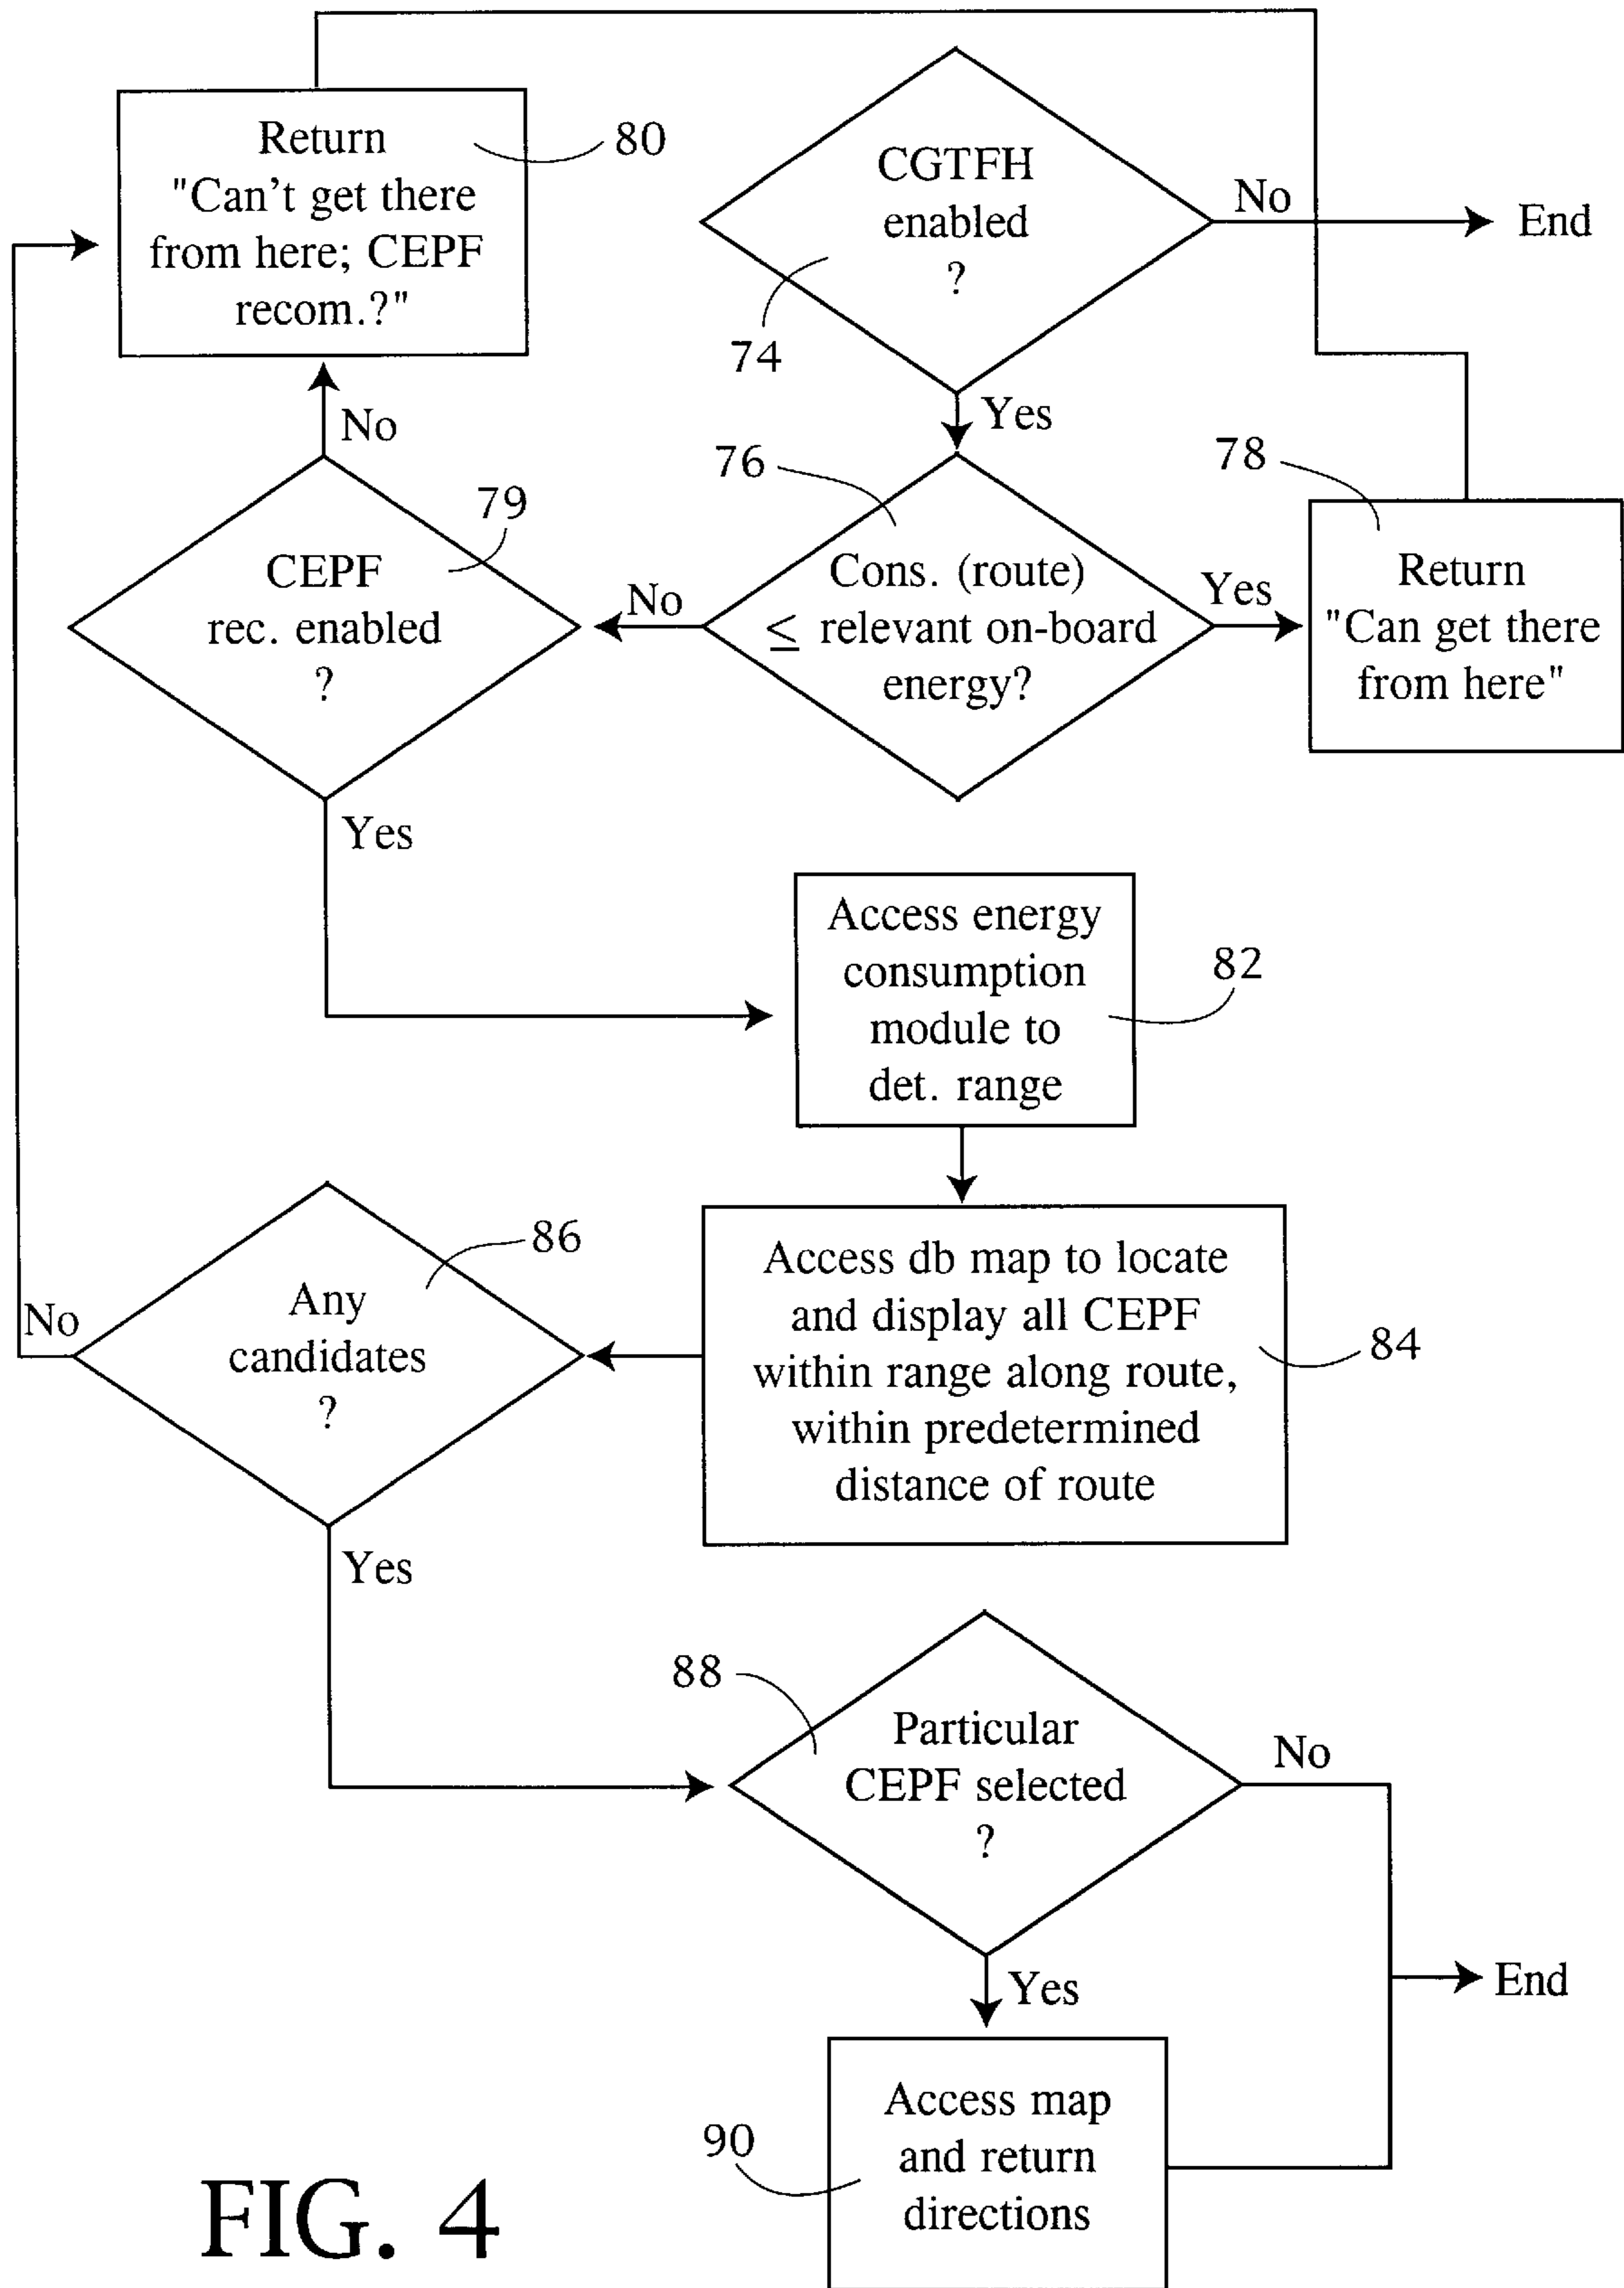 Return
"Can't get there
from here; CEPF
recom.?"
80
CGTFH
enabled
?
74
No
End
Yes
No
79
CEPF
rec. enabled
?
No
76
Cons. (route)
≤ relevant on-board
energy?
Yes
78
Return
"Can get there
from here"
Yes
Access energy
consumption
module to
det. range
82
Access db map to locate
and display all CEPF
within range along route,
within predetermined
distance of route
84
86
Any
candidates
?
No
Yes
88
Particular
CEPF selected
?
No
Yes
End
Access map
and return
directions
90
FIG. 4